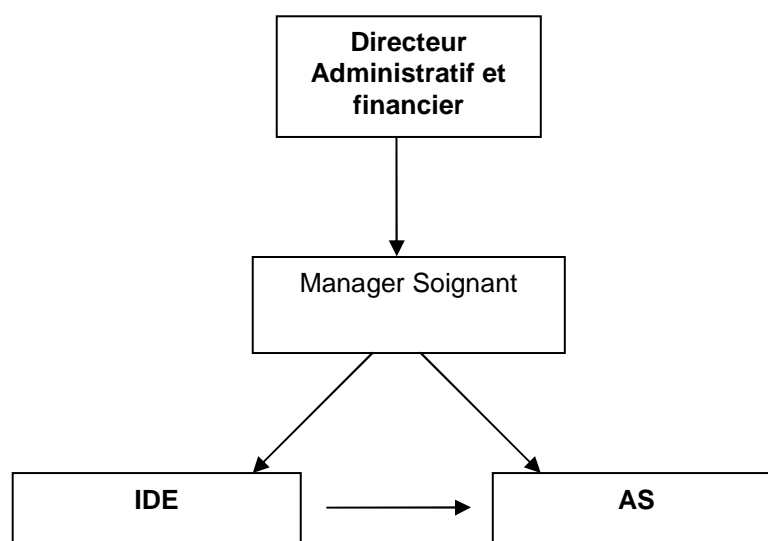 Directeur
Administratif et
financier
Manager Soignant
IDE
AS